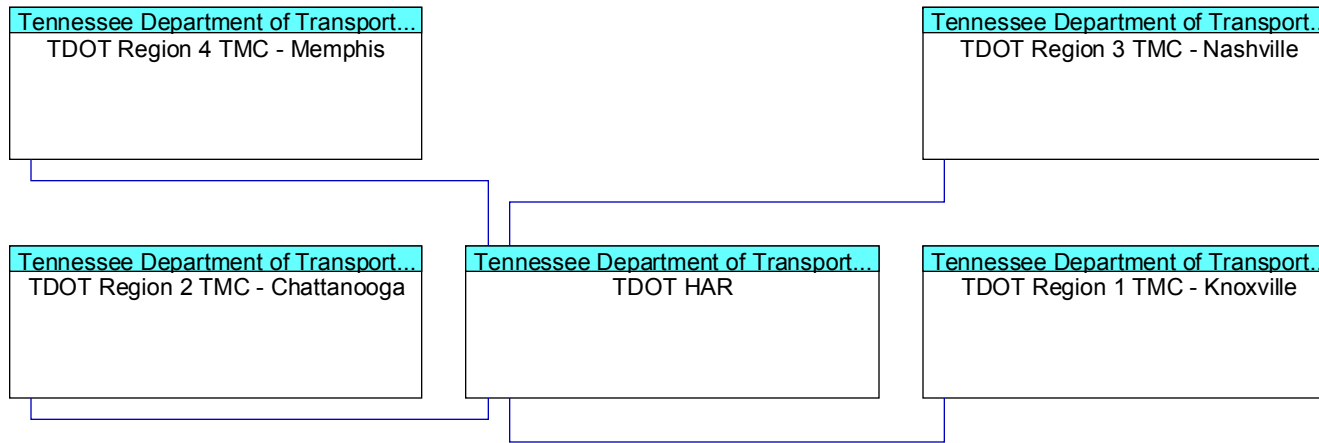 Tennessee Department of Transport...
TDOT Region 4 TMC - Memphis
Tennessee Department of Transport...
TDOT Region 3 TMC - Nashville
Tennessee Department of Transport...
TDOT Region 2 TMC - Chattanooga
Tennessee Department of Transport...
TDOT HAR
Tennessee Department of Transport...
TDOT Region 1 TMC - Knoxville